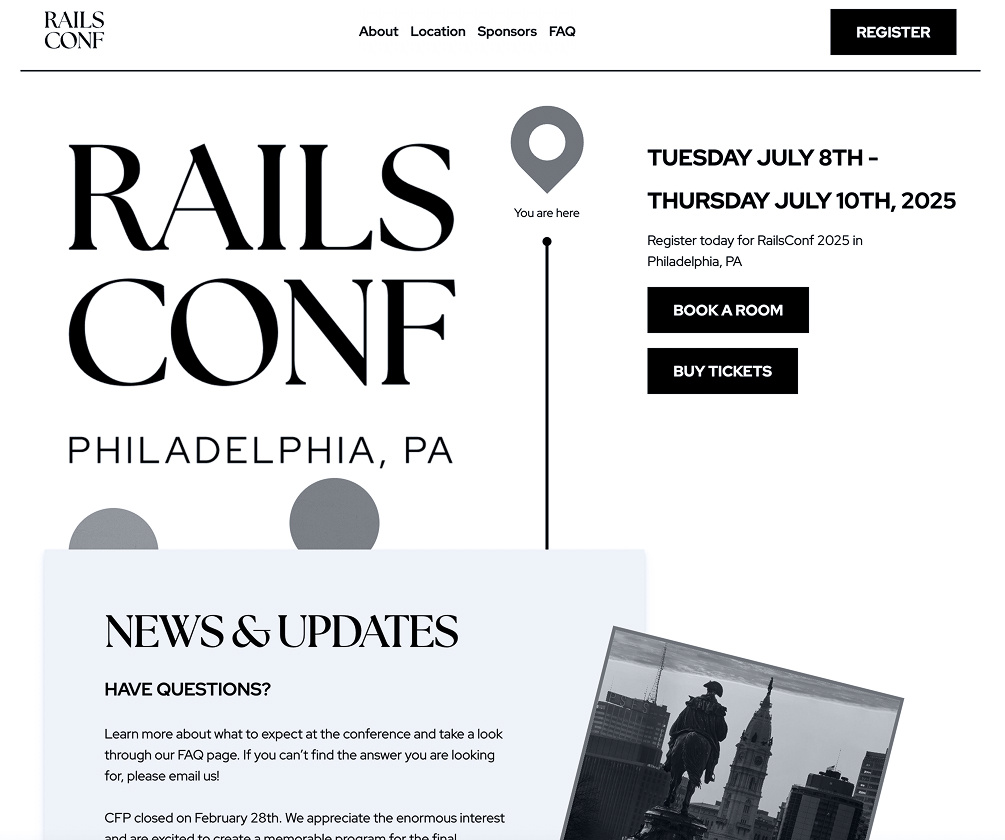 RAILS
CONF
About Location Sponsors FAQ
REGISTER
RAILS
CONF
PHILADELPHIA, PA
You are here
TUESDAY JULY 8TH -
THURSDAY JULY 10TH, 2025
Register today for RailsConf 2025 in
Philadelphia, PA
BOOK A ROOM
BUY TICKETS
NEWS & UPDATES
HAVE QUESTIONS?
Learn more about what to expect at the conference and take a look
through our FAQ page. If you can’t find the answer you are looking
for, please email us!
CFP closed on February 28th. We appreciate the enormous interest
and are excited to create a memorable program for the final